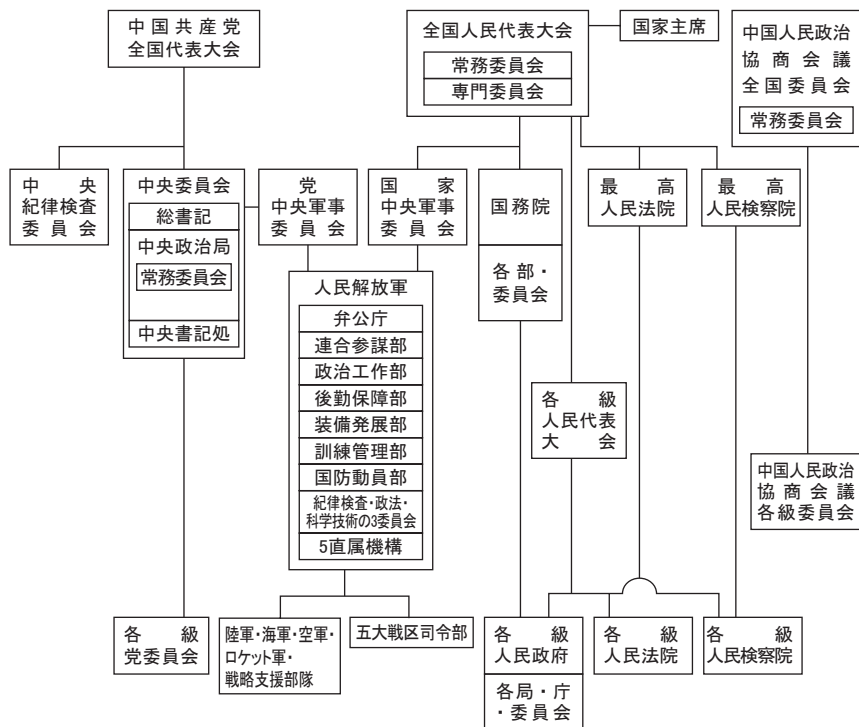 中国共産党
全国代表大会
全国人民代表大会
常務委員会
専門委員会
国家主席
中国人民政治
協商会議
全国委員会
常務委員会
中央
紀律検査
委員会
中央委員会
総書記
中央政治局
常務委員会
中央書記処
党
中央軍事
委員会
国家
中央軍事
委員会
国務院
各部・
委員会
最高
人民法院
最高
人民検察院
人民解放軍
弁公庁
連合参謀部
政治工作部
後勤保障部
装備発展部
訓練管理部
国防動員部
紀律検査・政法・
科学技術の3委員会
5直属機構
各級
人民代表
大会
中国人民政治
協商会議
各級委員会
各級
党委員会
陸軍・海軍・空軍・
ロケット軍・
戦略支援部隊
五大戦区司令部
各級
人民政府
各局・庁
・委員会
各級
人民法院
各級
人民検察院